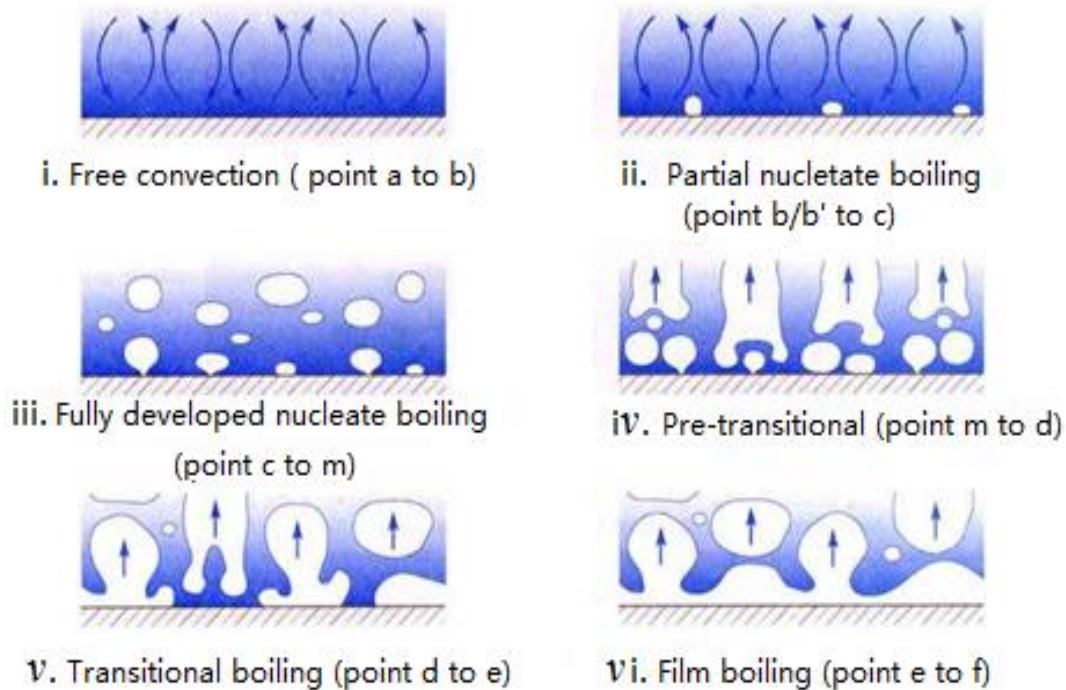 i. Free convection ( point a to b)
ii. Partial nucletate boiling
(point b/b' to c)
iii. Fully developed nucleate boiling
(point c to m)
iv. Pre-transitional (point m to d)
v. Transitional boiling (point d to e)
vi. Film boiling (point e to f)